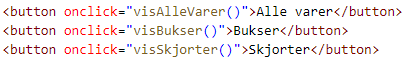 <button onclick="visAlleVarer()">Alle varer</button>
<button onclick="visBukser()">Bukser</button>
<button onclick="visSkjorter()">Skjorter</button>